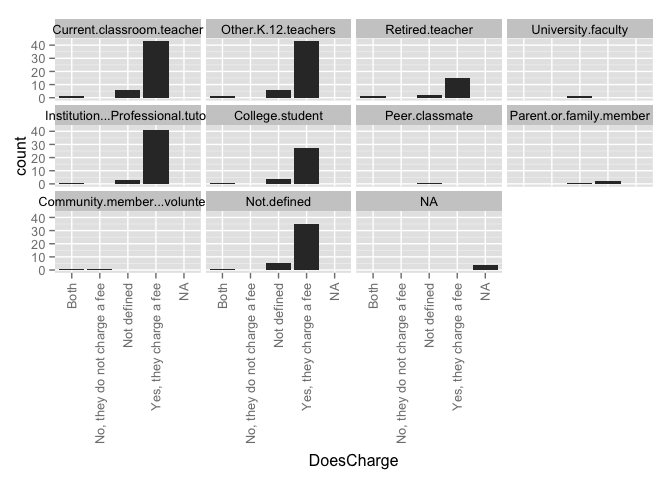 Current.classroom.teacher Other.K.12.teachers Retired.teacher University.faculty
40
30
20
10
0
Institution...Professional.tuto College.student Peer.classmate Parent.or.family.member
40
30
20
10
0
Community.member...volunte Not.defined NA
40
30
20
10
0
count
Both
No, they do not charge a fee
Not defined
Yes, they charge a fee
NA
Both
No, they do not charge a fee
Not defined
Yes, they charge a fee
NA
Both
No, they do not charge a fee
Not defined
Yes, they charge a fee
NA
DoesCharge